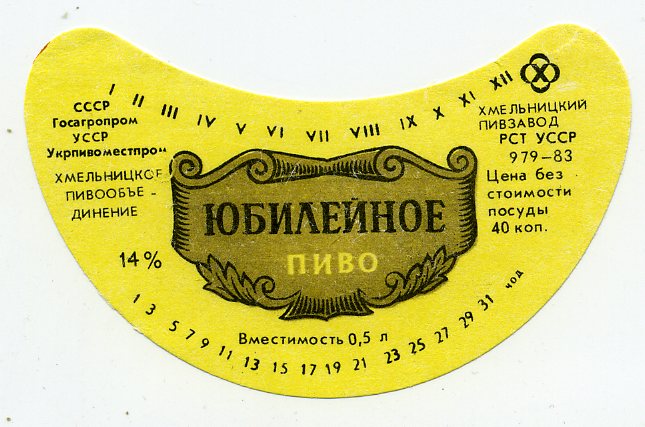 I II III IV V VI VII VIII IX X XI XII
СССР
Госагропром
УССР
Укрпивоместпром
ХМЕЛЬНИЦКОЕ
ПИВООБЪЕ-
ДИНЕНИЕ
14%
ЮБИЛЕЙНОЕ
ПИВО
Х
ХМЕЛЬНИЦКИЙ
ПИВЗАВОД
РСТ УССР
979-83
Цена без
стоимости
посуды
40 коп.
Вместимость 0,5 л
1 3 5 7 9 11 13 15 17 19 21 23 25 27 29 31